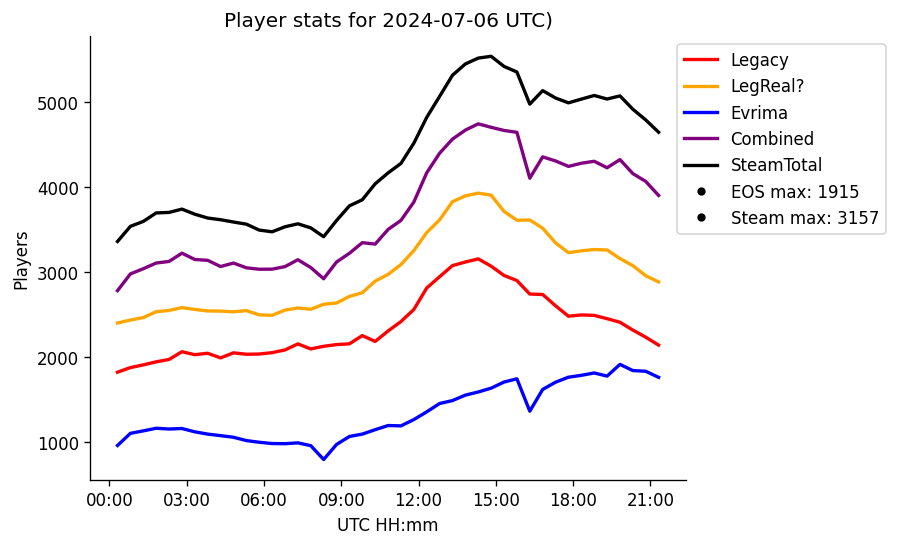 Player stats for 2024-07-06 UTC)
Legacy
LegReal?
Evrima
Combined
SteamTotal
EOS max: 1915
Steam max: 3157
Players
5000
4000
3000
2000
1000
00:00 03:00 06:00 09:00 12:00 15:00 18:00 21:00
UTC HH:mm